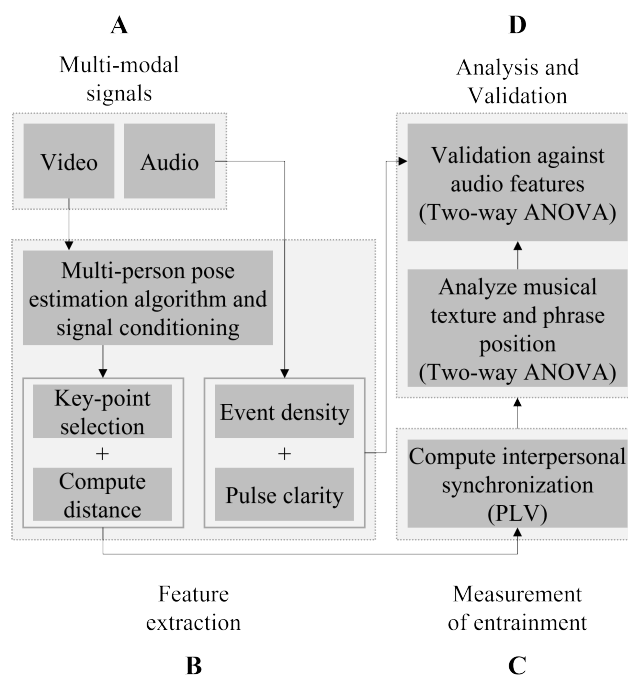 A
Multi-modal
signals
Video
Audio
Multi-person pose
estimation algorithm and
signal conditioning
Key-point
selection
+
Compute
distance
Event density
+
Pulse clarity
Feature
extraction
B
D
Analysis and
Validation
Validation against
audio features
(Two-way ANOVA)
Analyze musical
texture and phrase
position
(Two-way ANOVA)
Compute interpersonal
synchronization
(PLV)
Measurement
of entrainment
C